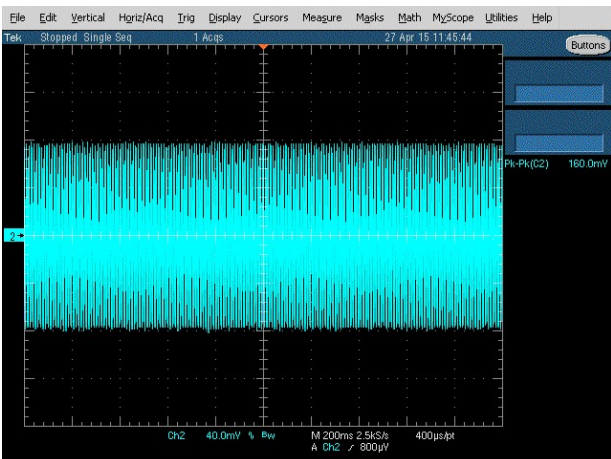 File Edit Vertical Horiz/Acq Trig Display Cursors Measure Masks Math MyScope Utilities Help
Tek Stopped Single Seq 1 Acqs 27 Apr 15 11:45:44
Buttons
Pk-Pk(C2) 160.0mV
2
Ch2 40.0mV % Bw M 200ms 2.5kS/s 400µs/pt
A Ch2 ⁄ 800µV